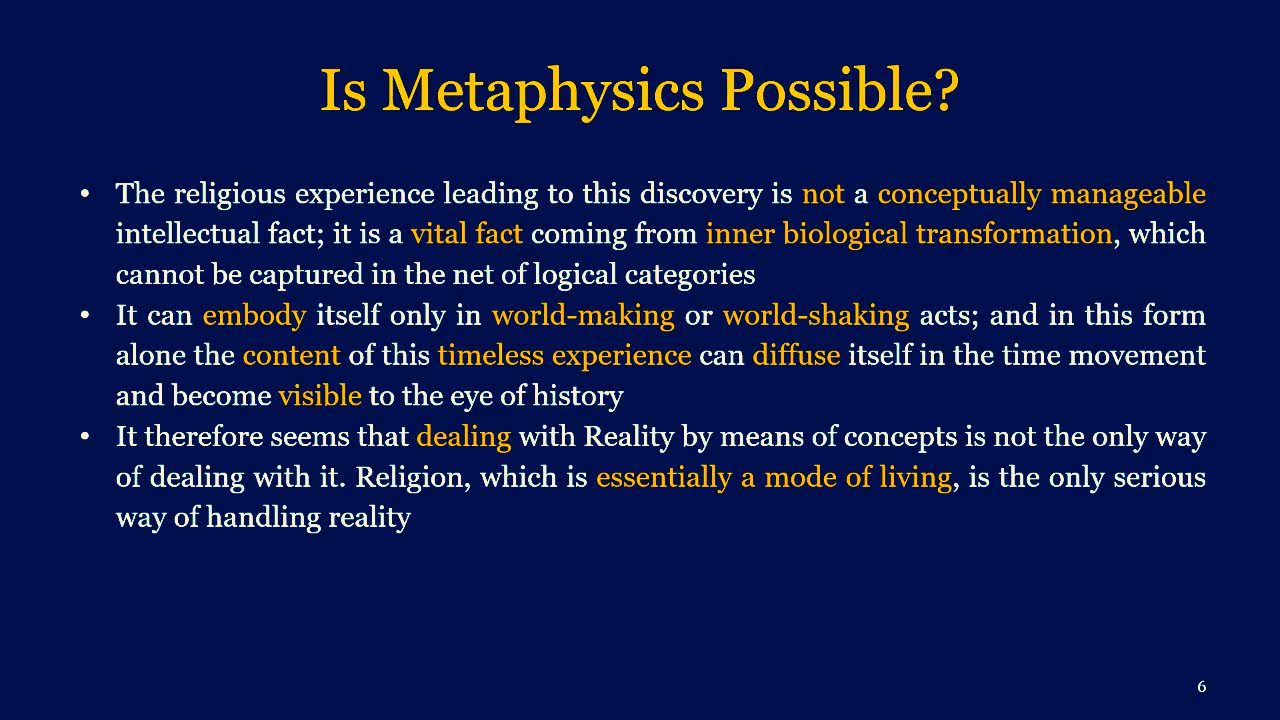 Is Metaphysics Possible?
• The religious experience leading to this discovery is not a conceptually manageable
intellectual fact; it is a vital fact coming from inner biological transformation, which
cannot be captured in the net of logical categories
• It can embody itself only in world-making or world-shaking acts; and in this form
alone the content of this timeless experience can diffuse itself in the time movement
and become visible to the eye of history
• It therefore seems that dealing with Reality by means of concepts is not the only way
of dealing with it. Religion, which is essentially a mode of living, is the only serious
way of handling reality
6